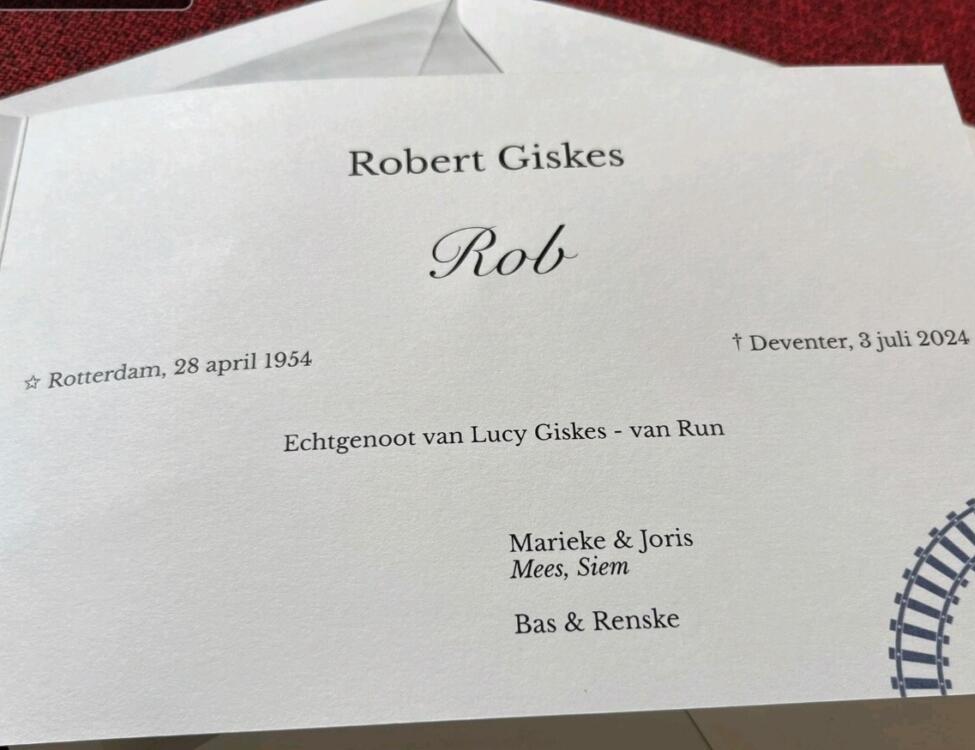 Robert Giskes
Rob
☆ Rotterdam, 28 april 1954
† Deventer, 3 juli 2024
Echtgenoot van Lucy Giskes - van Run
Marieke & Joris
Mees, Siem
Bas & Renske